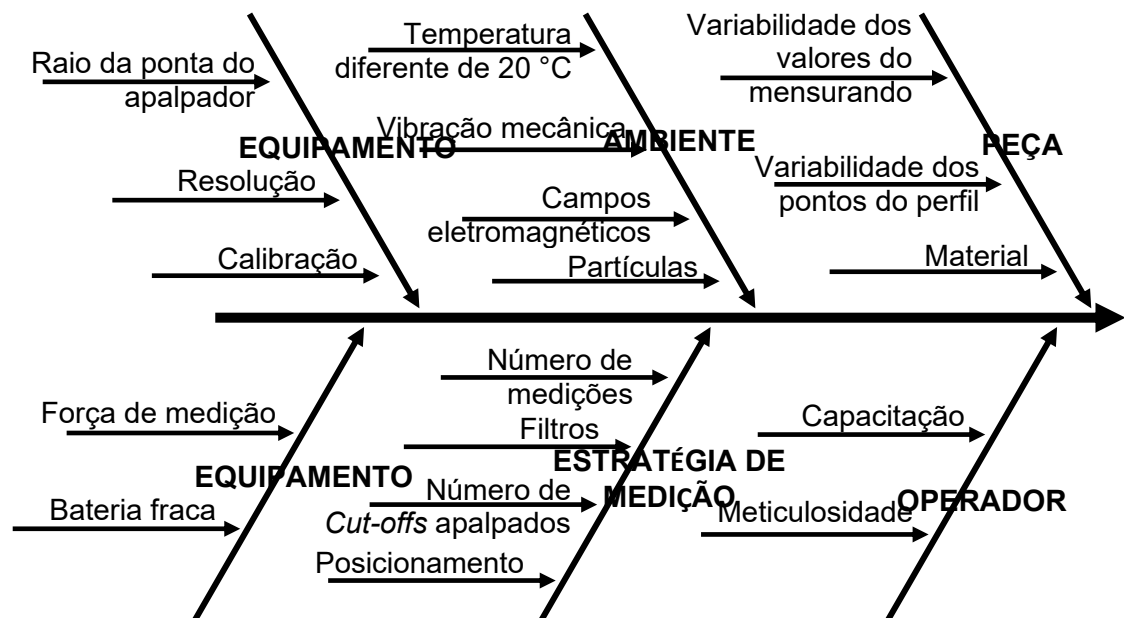 Raio da ponta do
apalpador
EQUIPAMENTO
Resolução
Calibração
Temperatura
diferente de 20 °C
Vibração mecânica
AMBIENTE
Campos
eletromagnéticos
Partículas
Variabilidade dos
valores do
mensurando
PEÇA
Variabilidade dos
pontos do perfil
Material
Força de medição
EQUIPAMENTO
Bateria fraca
Número de
medições
Filtros
ESTRATÉGIA DE
MEDIÇÃO
Número de
Cut-offs apalpados
Posicionamento
Capacitação
OPERADOR
Meticulosidade